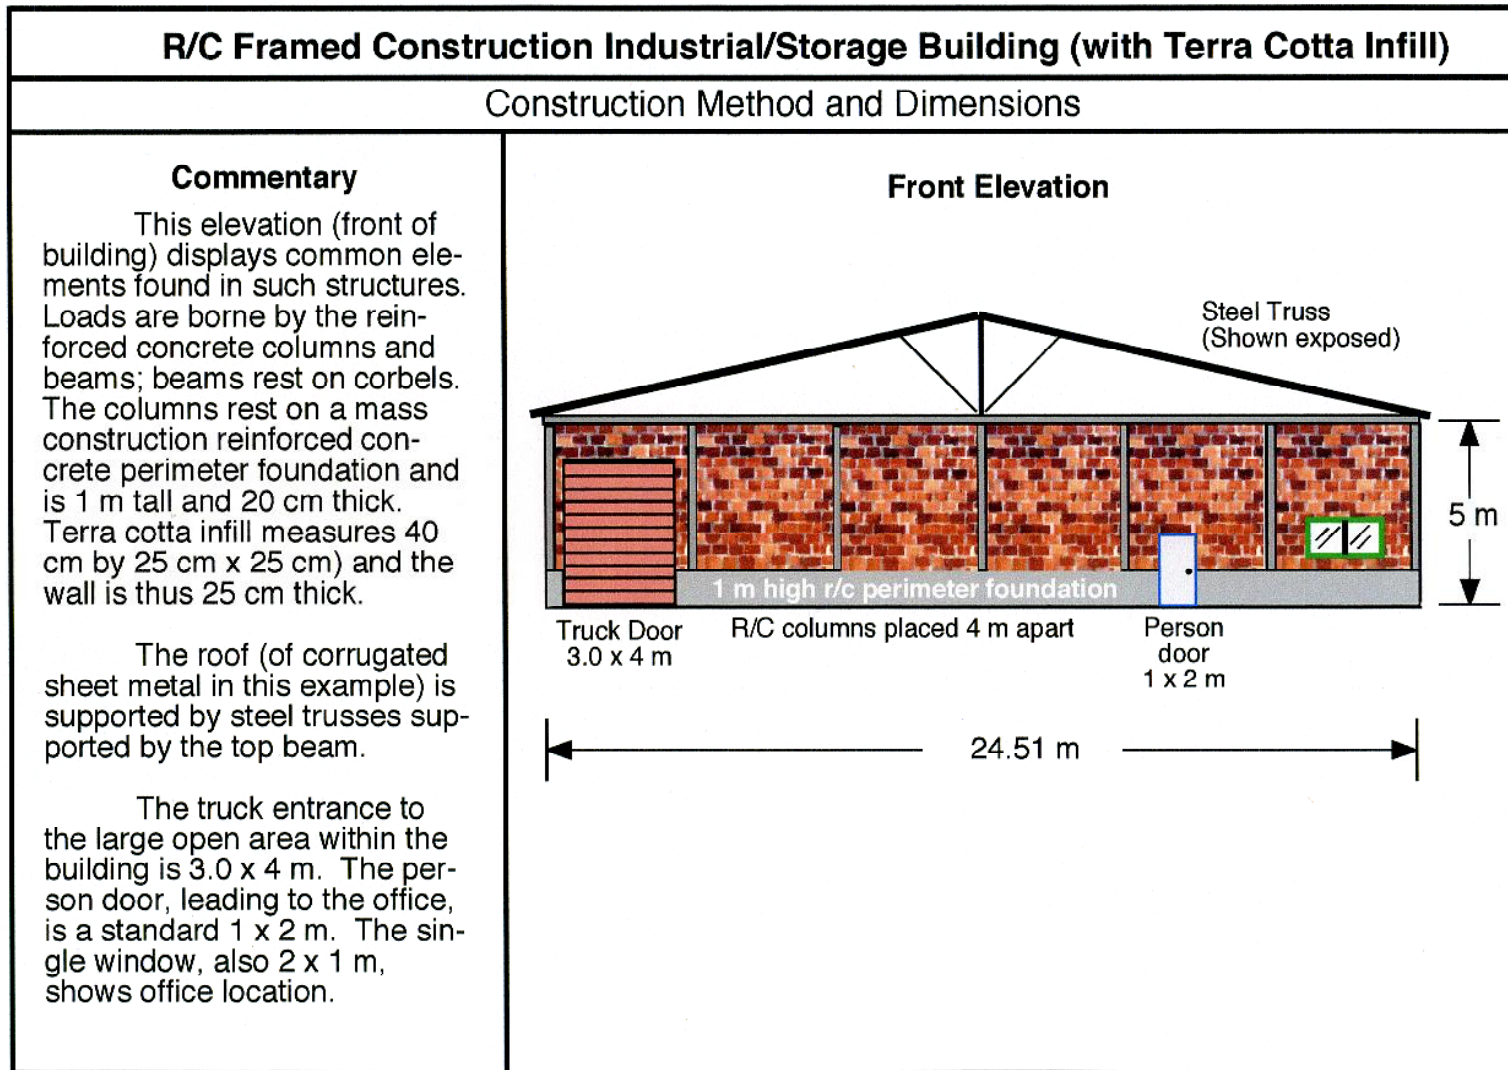 R/C Framed Construction Industrial/Storage Building (with Terra Cotta Infill)
Construction Method and Dimensions
Commentary
This elevation (front of
building) displays common ele-
ments found in such structures.
Loads are borne by the rein-
forced concrete columns and
beams; beams rest on corbels.
The columns rest on a mass
construction reinforced con-
crete perimeter foundation and
is 1 m tall and 20 cm thick.
Terra cotta infill measures 40
cm by 25 cm x 25 cm) and the
wall is thus 25 cm thick.
The roof (of corrugated
sheet metal in this example) is
supported by steel trusses sup-
ported by the top beam.
The truck entrance to
the large open area within the
building is 3.0 x 4 m. The per-
son door, leading to the office,
is a standard 1 x 2 m. The sin-
gle window, also 2 x 1 m,
shows office location.
Front Elevation
Steel Truss
(Shown exposed)
5 m
1 m high r/c perimeter foundation
Truck Door
3.0 x 4 m
R/C columns placed 4 m apart
Person
door
1 x 2 m
24.51 m